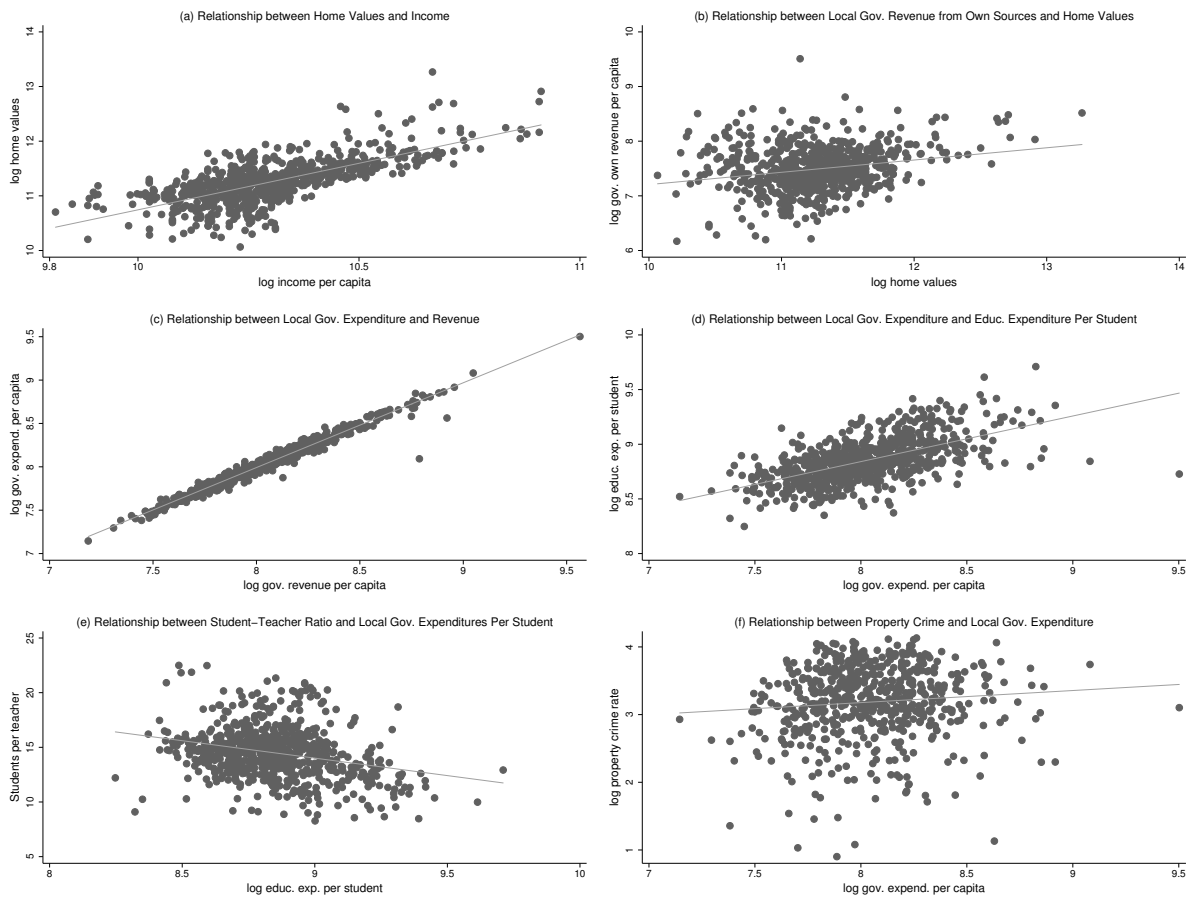 (a) Relationship between Home Values and Income
log home values
14
13
12
11
10
9.8 10 10.5 11
log income per capita
(b) Relationship between Local Gov. Revenue from Own Sources and Home Values
log gov. own revenue per capita
10
9
8
7
6
10 11 12 13 14
log home values
(c) Relationship between Local Gov. Expenditure and Revenue
log gov. expend. per capita
9.5
9
8.5
8
7.5
7
7 7.5 8 8.5 9 9.5
log gov. revenue per capita
(d) Relationship between Local Gov. Expenditure and Educ. Expenditure Per Student
log educ. exp. per student
10
9.5
9
8.5
8
7 7.5 8 8.5 9 9.5
log gov. expend. per capita
(e) Relationship between Student−Teacher Ratio and Local Gov. Expenditures Per Student
Students per teacher
25
20
15
10
5
8 8.5 9 9.5 10
log educ. exp. per student
(f) Relationship between Property Crime and Local Gov. Expenditure
log property crime rate
4
3
2
1
7 7.5 8 8.5 9 9.5
log gov. expend. per capita